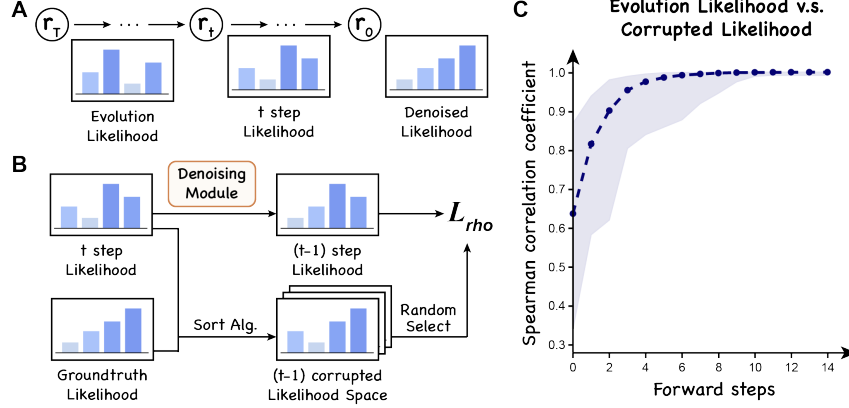 A
r_T
...
r_t
...
r_0
Evolution
Likelihood
t step
Likelihood
Denoised
Likelihood
B
Denoising
Module
L_rho
t step
Likelihood
(t-1) step
Likelihood
Sort Alg.
Random
Select
Groundtruth
Likelihood
(t-1) corrupted
Likelihood Space
C
Evolution Likelihood v.s.
Corrupted Likelihood
Spearman correlation coefficient
1.0
0.9
0.8
0.7
0.6
0.5
0.4
0.3
0 2 4 6 8 10 12 14
Forward steps